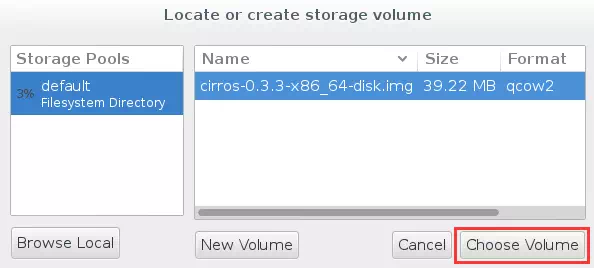 Locate or create storage volume
Storage Pools
Name Size Format
3% default
Filesystem Directory
cirros-0.3.3-x86_64-disk.img 39.22 MB qcow2
Browse Local New Volume Cancel Choose Volume